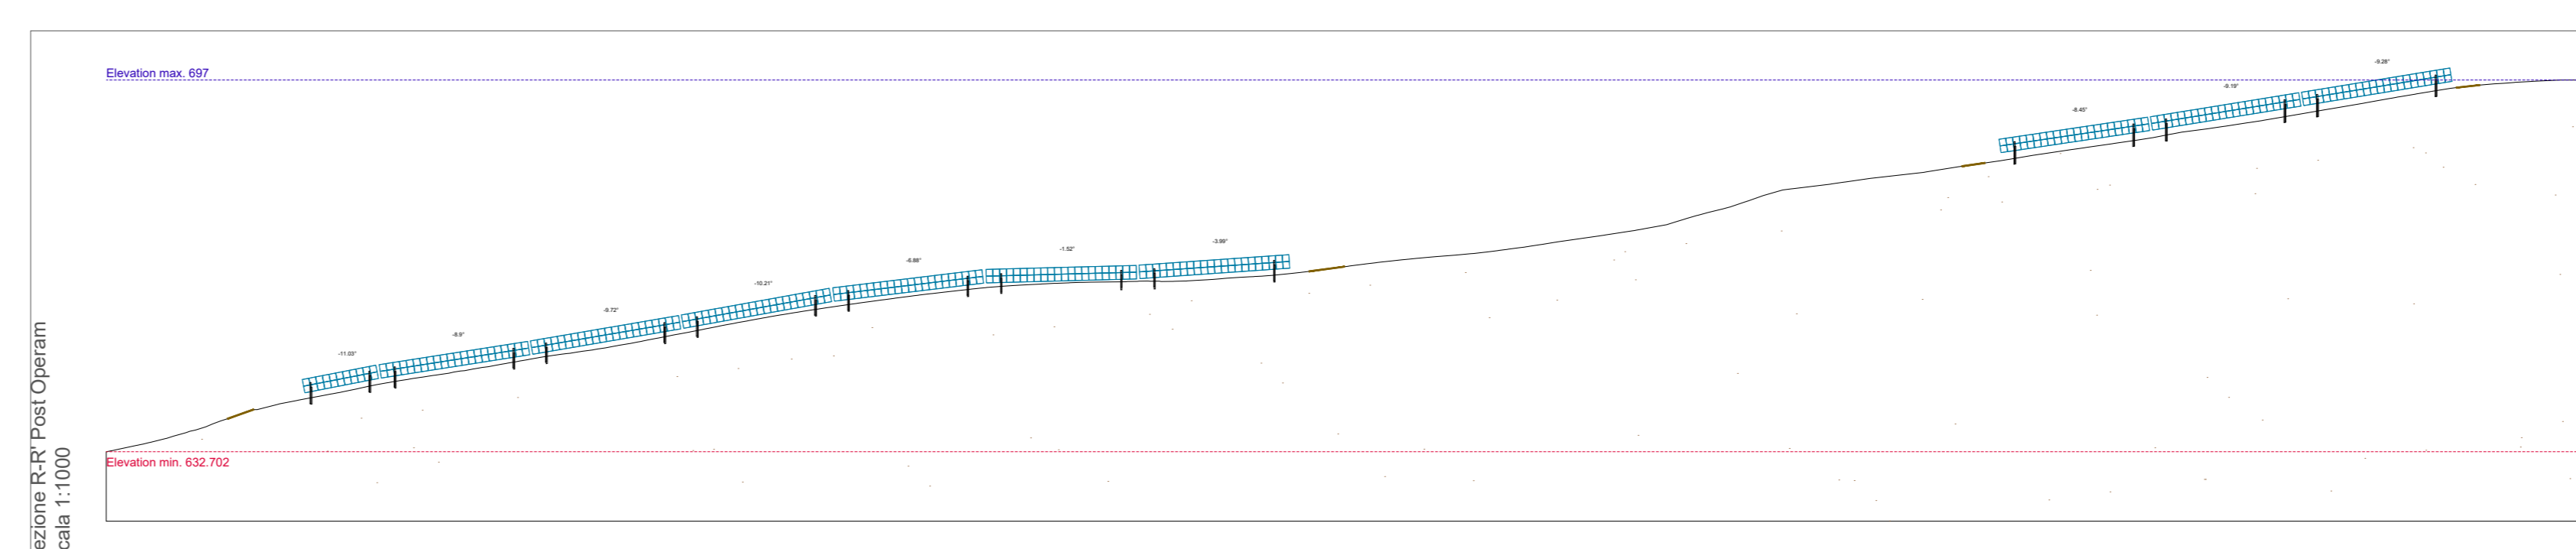 Elevation max. 697
-9.28°
-9.19°
-8.45°
-3.99°
-1.52°
-6.88°
-10.21°
-9.72°
-8.9°
-11.03°
Elevation min. 632.702
ezione R-R' Post Operam
cala 1:1000